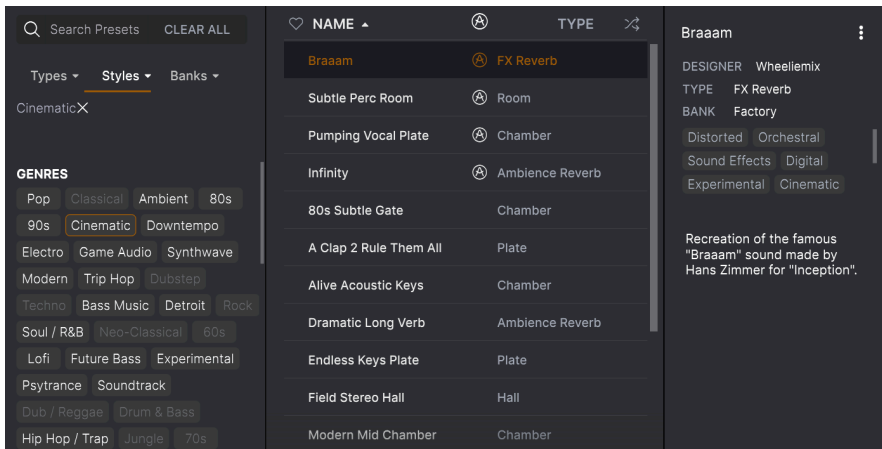 Search Presets CLEAR ALL
Types Styles Banks
Cinematic X
GENRES
Pop Classical Ambient 80s
90s Cinematic Downtempo
Electro Game Audio Synthwave
Modern Trip Hop Dubstep
Techno Bass Music Detroit Rock
Soul / R&B Neo-Classical 60s
Lofi Future Bass Experimental
Psytrance Soundtrack
Dub / Reggae Drum & Bass
Hip Hop / Trap Jungle 70s
NAME TYPE
Braaam FX Reverb
Subtle Perc Room Room
Pumping Vocal Plate Chamber
Infinity Ambience Reverb
80s Subtle Gate Chamber
A Clap 2 Rule Them All Plate
Alive Acoustic Keys Chamber
Dramatic Long Verb Ambience Reverb
Endless Keys Plate Plate
Field Stereo Hall Hall
Modern Mid Chamber Chamber
Braaam
DESIGNER Wheeliemix
TYPE FX Reverb
BANK Factory
Distorted Orchestral
Sound Effects Digital
Experimental Cinematic
Recreation of the famous
"Braaam" sound made by
Hans Zimmer for "Inception".